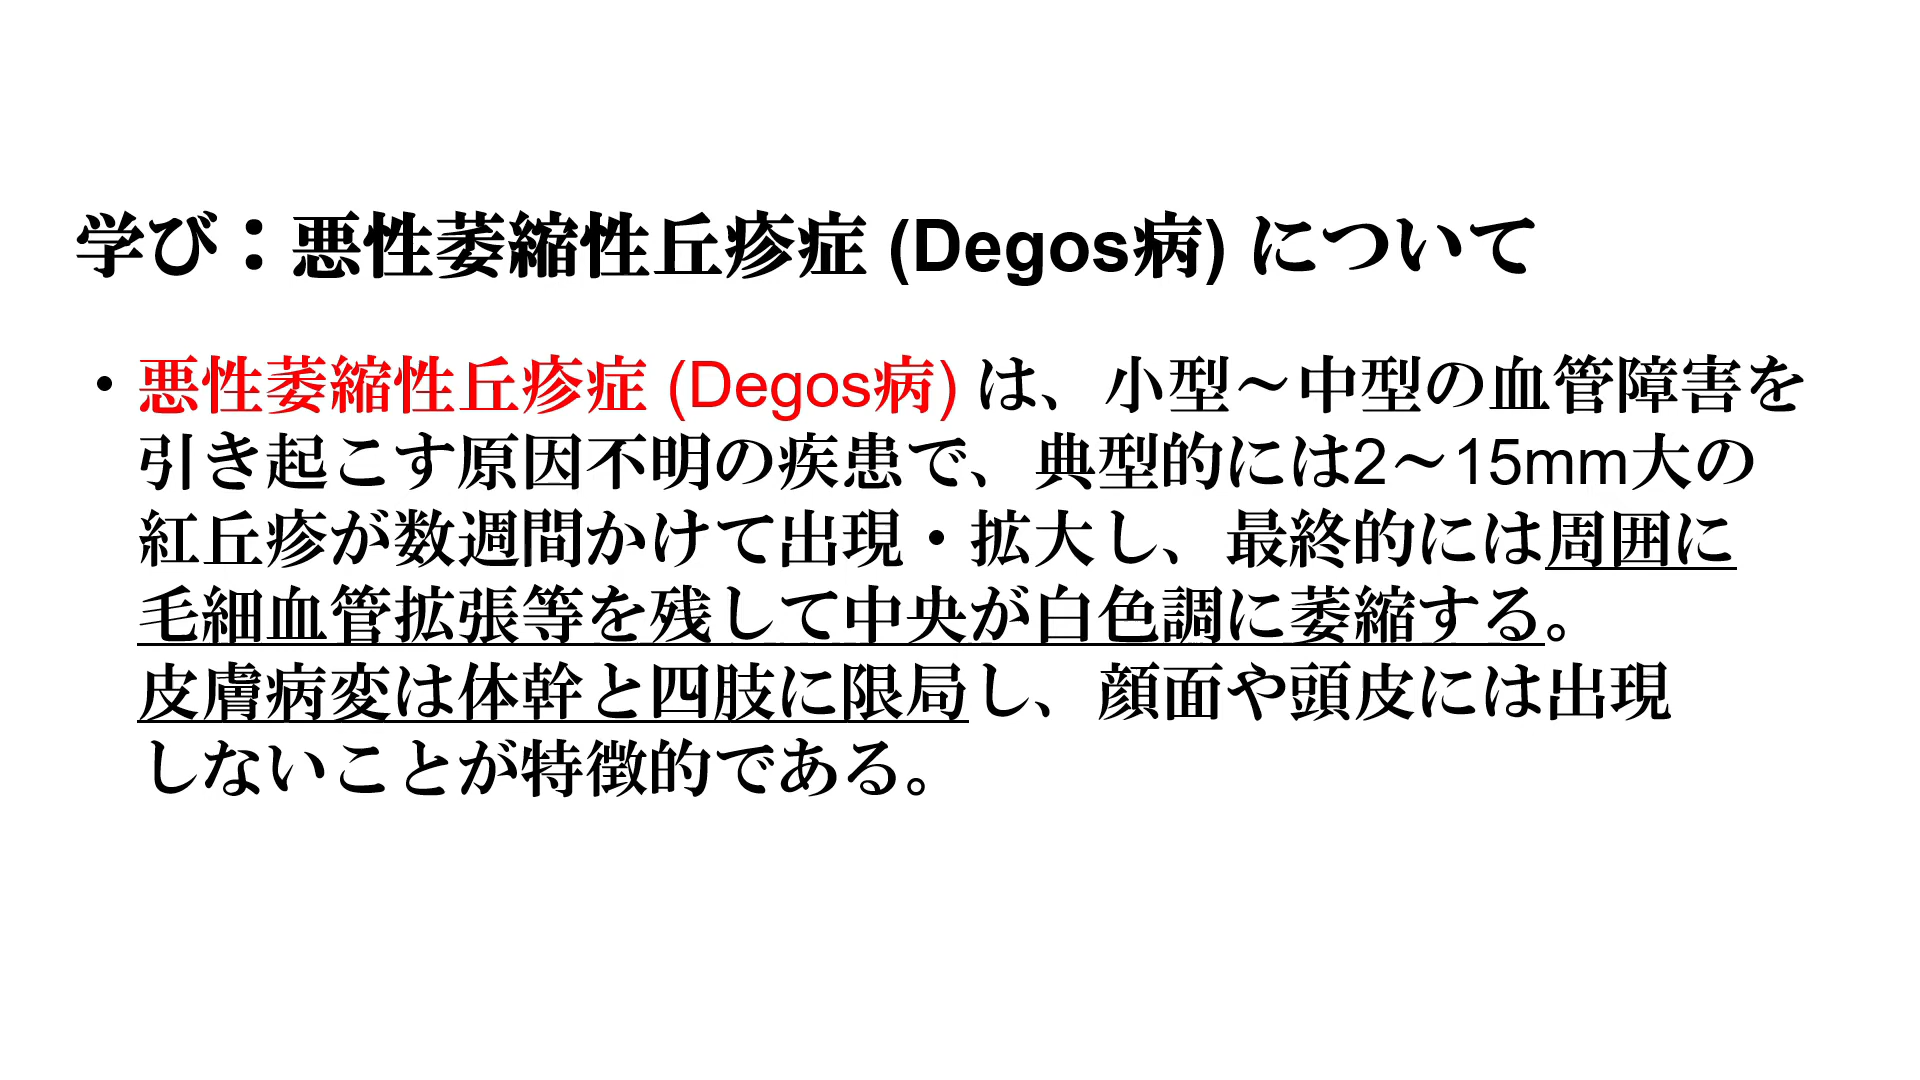 学び：悪性萎縮性丘疹症 (Degos病) について
・悪性萎縮性丘疹症 (Degos病) は、小型～中型の血管障害を
引き起こす原因不明の疾患で、典型的には2～15mm大の
紅丘疹が数週間かけて出現・拡大し、最終的には周囲に
毛細血管拡張等を残して中央が白色調に萎縮する。
皮膚病変は体幹と四肢に限局し、顔面や頭皮には出現
しないことが特徴的である。